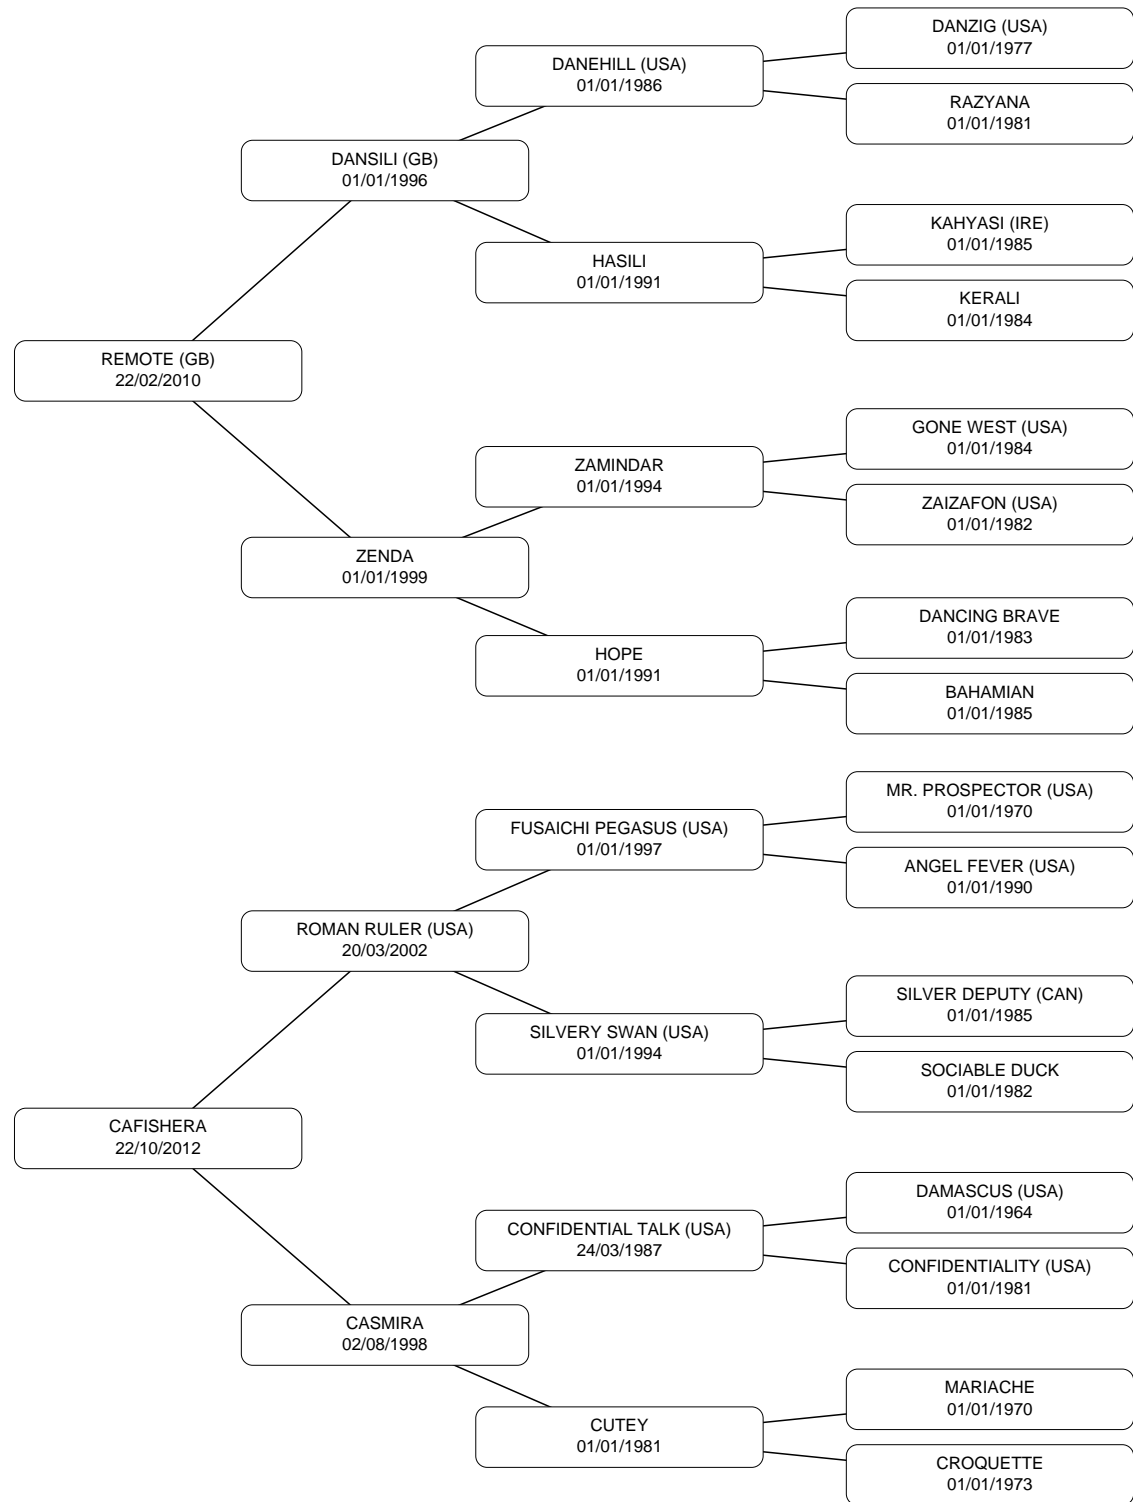 DANZIG (USA)
01/01/1977
DANEHILL (USA)
01/01/1986
RAZYANA
01/01/1981
DANSILI (GB)
01/01/1996
KAHYASI (IRE)
01/01/1985
HASILI
01/01/1991
KERALI
01/01/1984
REMOTE (GB)
22/02/2010
GONE WEST (USA)
01/01/1984
ZAMINDAR
01/01/1994
ZAIZAFON (USA)
01/01/1982
ZENDA
01/01/1999
DANCING BRAVE
01/01/1983
HOPE
01/01/1991
BAHAMIAN
01/01/1985
MR. PROSPECTOR (USA)
01/01/1970
FUSAICHI PEGASUS (USA)
01/01/1997
ANGEL FEVER (USA)
01/01/1990
ROMAN RULER (USA)
20/03/2002
SILVER DEPUTY (CAN)
01/01/1985
SILVERY SWAN (USA)
01/01/1994
SOCIABLE DUCK
01/01/1982
CAFISHERA
22/10/2012
DAMASCUS (USA)
01/01/1964
CONFIDENTIAL TALK (USA)
24/03/1987
CONFIDENTIALITY (USA)
01/01/1981
CASMIRA
02/08/1998
MARIACHE
01/01/1970
CUTEY
01/01/1981
CROQUETTE
01/01/1973